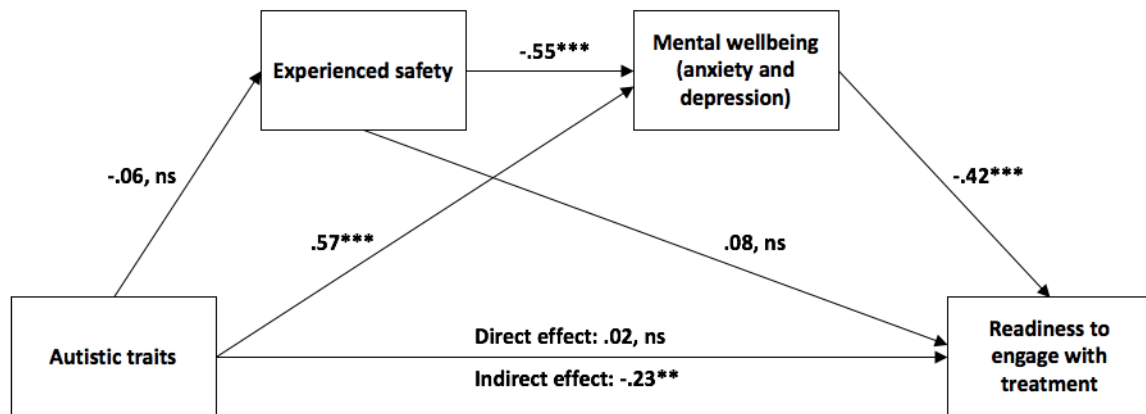 Experienced safety
-.55***
Mental wellbeing
(anxiety and
depression)
-.06, ns
.57***
.08, ns
-.42***
Autistic traits
Direct effect: .02, ns
Indirect effect: -.23**
Readiness to
engage with
treatment